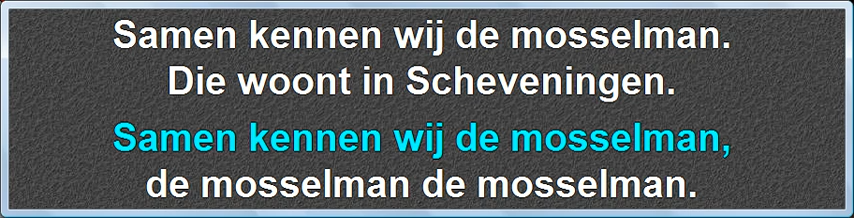 Samen kennen wij de mosselman.
Die woont in Scheveningen.
Samen kennen wij de mosselman,
de mosselman de mosselman.